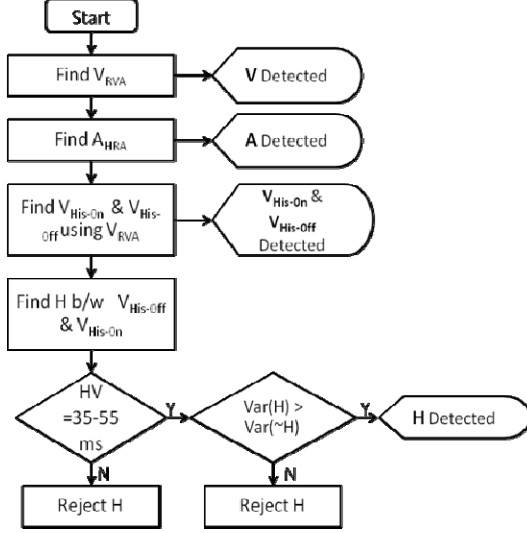 Start
Find V_RVA
V Detected
Find A_HRA
A Detected
Find V_His-On & V_His-
Off using V_RVA
V_His-On &
V_His-Off
Detected
Find H b/w V_His-Off
& V_His-On
HV
=35-55
ms
Y
Var(H) >
Var(~H)
Y
H Detected
N
N
Reject H
Reject H